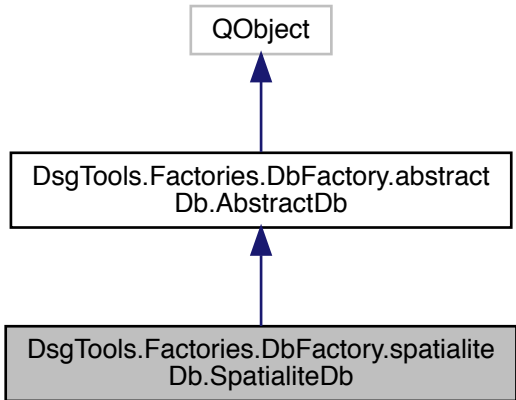 QObject
DsgTools.Factories.DbFactory.abstract
Db.AbstractDb
DsgTools.Factories.DbFactory.spatialite
Db.SpatialiteDb